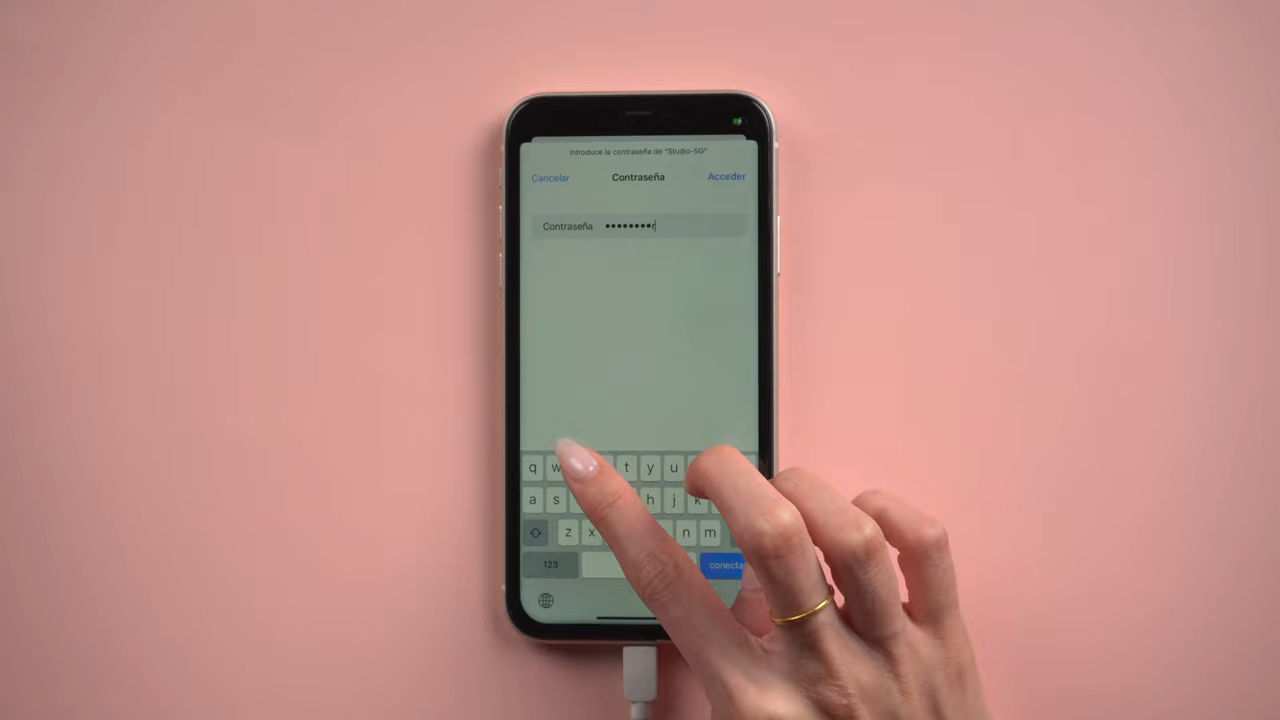 Introduce la contraseña de "Studio-5G"
Cancelar Contraseña Acceder
Contraseña ••••••••r
q w t y u
a s h j k
z x n m
123 conecta